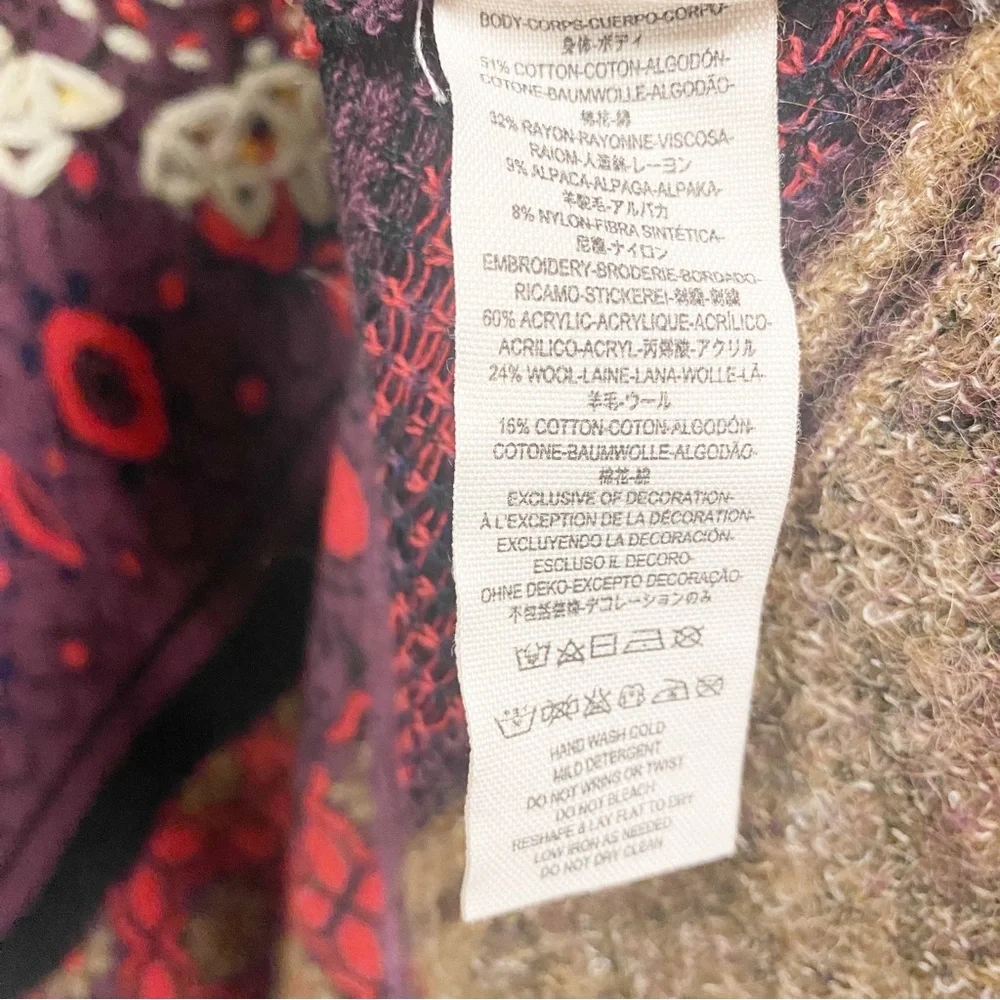 BODY-CORPS-CUERPO-CORPO-
身体-ボディ
51% COTTON-COTON-ALGODÓN-
COTONE-BAUMWOLLE-ALGODÃO-
棉花-綿
32% RAYON-RAYONNE-VISCOSA-
RAIOM-人造絲-レーヨン
9% ALPACA-ALPAGA-ALPAKA-
羊駝毛-アルパカ
8% NYLON-FIBRA SINTÉTICA-
尼龍-ナイロン
EMBROIDERY-BRODERIE-BORDADO-
RICAMO-STICKEREI-刺繡-刺繍
60% ACRYLIC-ACRYLIQUE-ACRÍLICO-
ACRILICO-ACRYL-丙烯酸-アクリル
24% WOOL-LAINE-LANA-WOLLE-LÃ-
羊毛-ウール
16% COTTON-COTON-ALGODÓN-
COTONE-BAUMWOLLE-ALGODÃO-
棉花-綿
EXCLUSIVE OF DECORATION-
À L'EXCEPTION DE LA DÉCORATION-
EXCLUYENDO LA DECORACIÓN-
ESCLUSO IL DECORO-
OHNE DEKO-EXCEPTO DECORAÇÃO-
不包括裝飾-デコレーションのみ
HAND WASH COLD
MILD DETERGENT
DO NOT WRING OR TWIST
DO NOT BLEACH
RESHAPE & LAY FLAT TO DRY
LOW IRON AS NEEDED
DO NOT DRY CLEAN